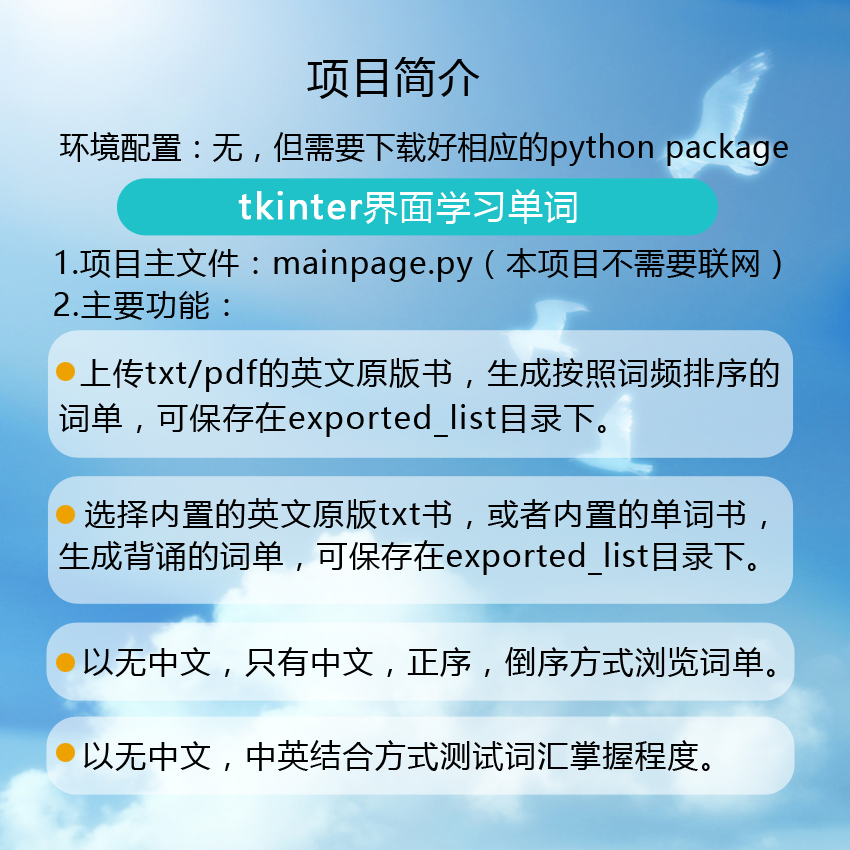 项目简介
环境配置：无，但需要下载好相应的python package
tkinter界面学习单词
1.项目主文件：mainpage.py（本项目不需要联网）
2.主要功能：
上传txt/pdf的英文原版书，生成按照词频排序的
词单，可保存在exported_list目录下。
选择内置的英文原版txt书，或者内置的单词书，
生成背诵的词单，可保存在exported_list目录下。
以无中文，只有中文，正序，倒序方式浏览词单。
以无中文，中英结合方式测试词汇掌握程度。